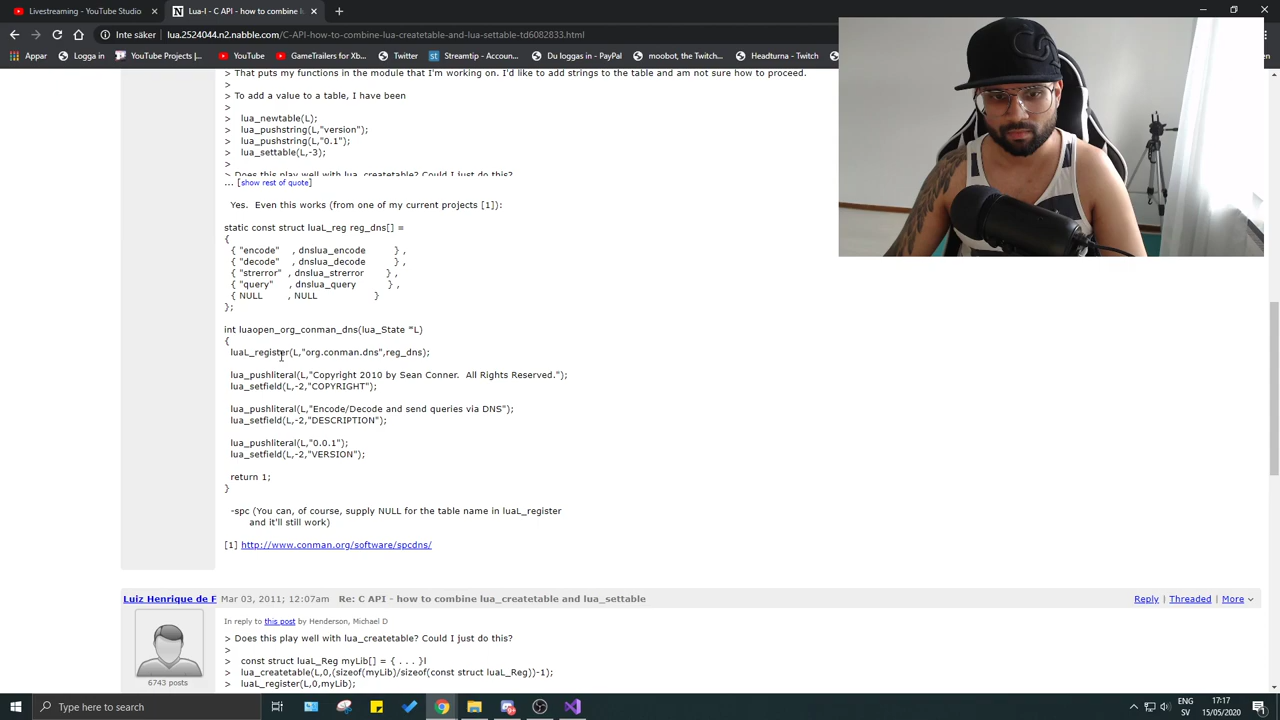 YouTube
Lua-l - C API - how to combine l
Inte säker
lua.2524044.n2.nabble.com/C-API-how-to-combine-lua-createtable-and-lua-settable-td6082833.html
Appar
Logga in
Twitter
YouTube
GameTrailers for Xb...
Twitter
Streamtip - Accoun...
Du loggas in - PayPal
moobot, the Twitch...
Headturna - Twitch
> That puts my functions in the module that I'm working on. I'd like to add strings to the table and am not sure how to proceed.
>
> To add a value to a table, I have been
>
> lua_newtable(L);
> lua_pushstring(L,"version");
> lua_pushstring(L,"0.1");
> lua_settable(L,-3);
>
> Does this play well with lua_createtable? Could I just do this?
... [show rest of quote]
Yes. Even this works (from one of my current projects [1]):
static const struct luaL_reg reg_dns[] =
{
{ "encode" , dnslua_encode } ,
{ "decode" , dnslua_decode } ,
{ "strerror" , dnslua_strerror } ,
{ "query" , dnslua_query } ,
{ NULL , NULL }
};
int luaopen_org_conman_dns(lua_State *L)
{
luaL_register(L,"org.conman.dns",reg_dns);
lua_pushliteral(L,"Copyright 2010 by Sean Conner. All Rights Reserved.");
lua_setfield(L,-2,"COPYRIGHT");
lua_pushliteral(L,"Encode/Decode and send queries via DNS");
lua_setfield(L,-2,"DESCRIPTION");
lua_pushliteral(L,"0.0.1");
lua_setfield(L,-2,"VERSION");
return 1;
}
-spc (You can, of course, supply NULL for the table name in luaL_register
and it'll still work)
[1] http://www.conman.org/software/spcdns/
Luiz Henrique de F
Mar 03, 2011; 12:07am
Re: C API - how to combine lua_createtable and lua_settable
Reply | Threaded | More
In reply to this post by Henderson, Michael D
> Does this play well with lua_createtable? Could I just do this?
>
> const struct luaL_Reg myLib[] = { . . . }l
> lua_createtable(L,0,(sizeof(myLib)/sizeof(const struct luaL_Reg))-1);
> luaL_register(L,0,myLib);
6743 posts
Type here to search
ENG
SV
17:17
15/05/2020